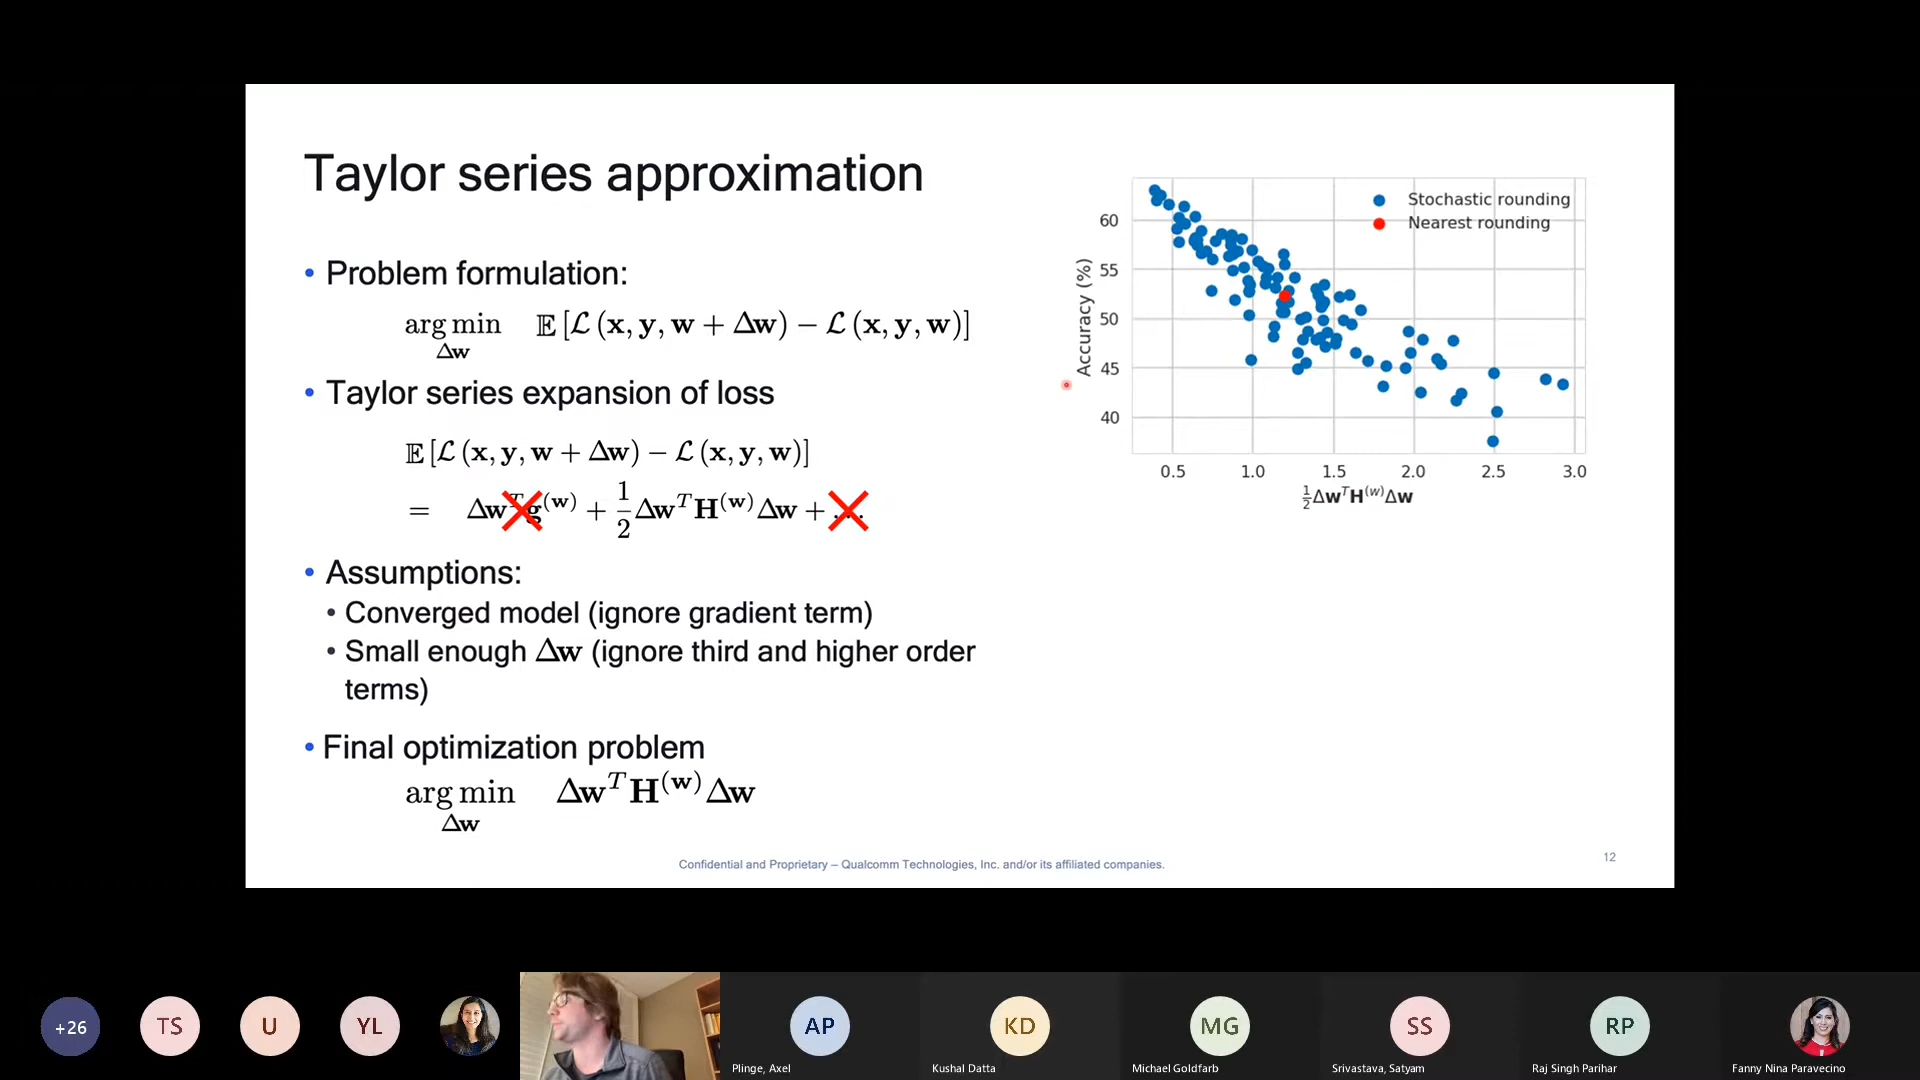 Taylor series approximation
• Problem formulation:
arg min 𝔼 [ℒ (x, y, w + Δw) − ℒ (x, y, w)]
Δw
• Taylor series expansion of loss
𝔼 [ℒ (x, y, w + Δw) − ℒ (x, y, w)]
= Δwᵀg⁽ʷ⁾ + 1/2 ΔwᵀH⁽ʷ⁾Δw + ...
• Assumptions:
• Converged model (ignore gradient term)
• Small enough Δw (ignore third and higher order
terms)
• Final optimization problem
arg min ΔwᵀH⁽ʷ⁾Δw
Δw
Stochastic rounding
Nearest rounding
Accuracy (%)
60
55
50
45
40
0.5 1.0 1.5 2.0 2.5 3.0
½ΔwᵀH⁽ʷ⁾Δw
Confidential and Proprietary – Qualcomm Technologies, Inc. and/or its affiliated companies.
12
+26 TS U YL AP KD MG SS RP
Plinge, Axel Kushal Datta Michael Goldfarb Srivastava, Satyam Raj Singh Parihar Fanny Nina Paravecino